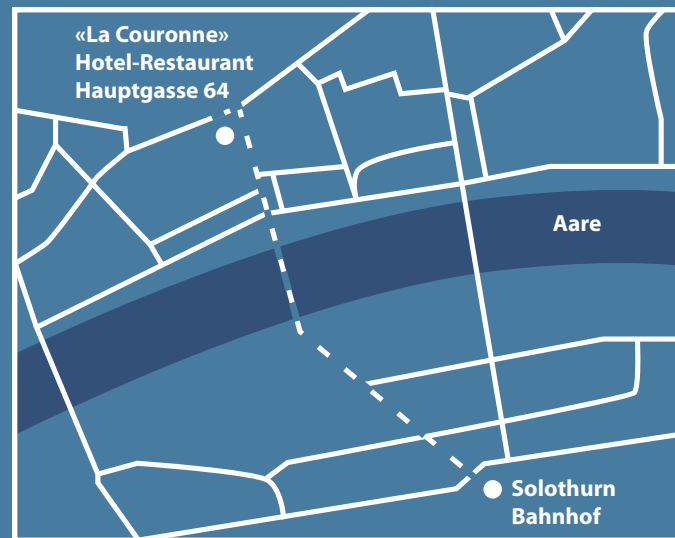 «La Couronne»
Hotel-Restaurant
Hauptgasse 64
Aare
Solothurn
Bahnhof